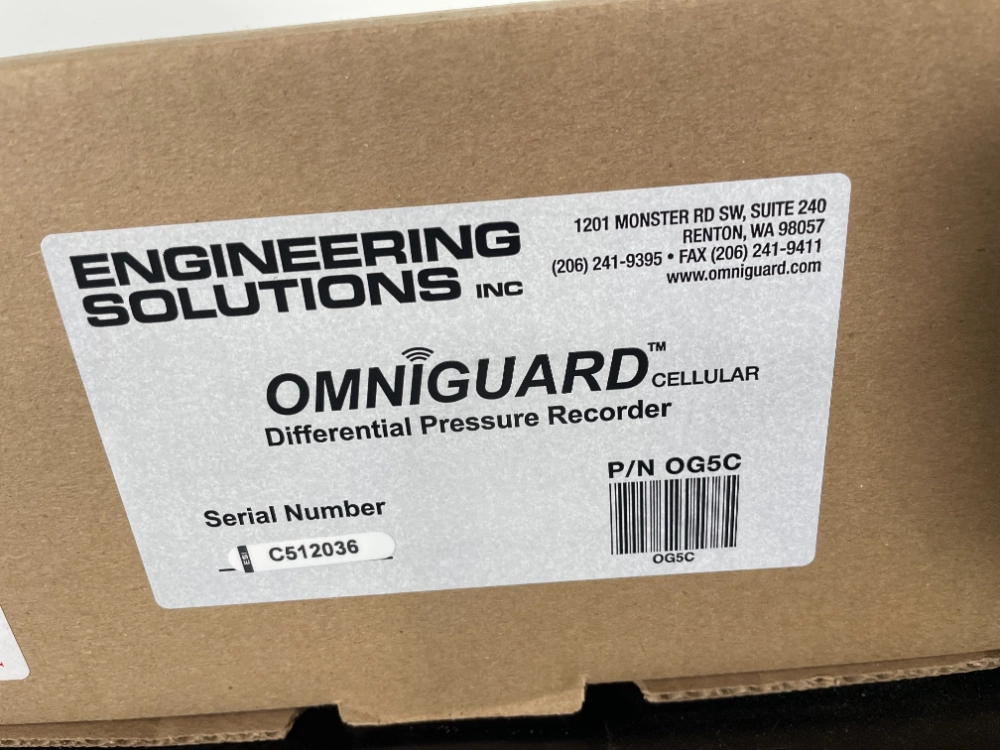 ENGINEERING
SOLUTIONS INC
1201 MONSTER RD SW, SUITE 240
RENTON, WA 98057
(206) 241-9395 • FAX (206) 241-9411
www.omniguard.com
OMNIGUARD™ CELLULAR
Differential Pressure Recorder
P/N OG5C
OG5C
Serial Number
ESI C512036